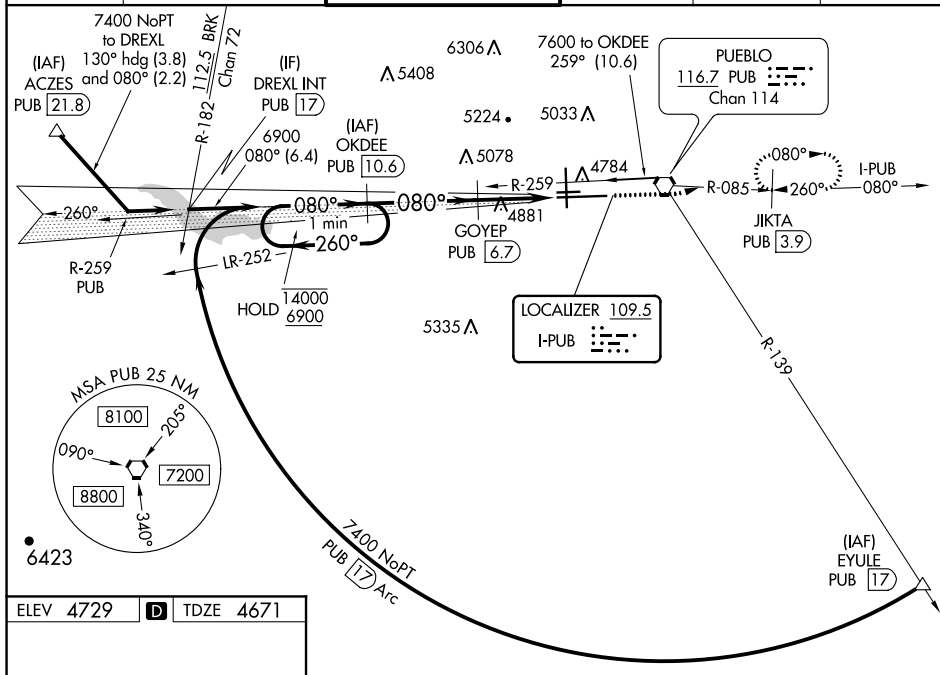 7400 NoPT
to DREXL
130° hdg (3.8)
and 080° (2.2)
(IAF)
ACZES
PUB 21.8
R-182 112.5 BRK
Chan 72
(IF)
DREXL INT
PUB 17
6900
080° (6.4)
6306
5408
(IAF)
OKDEE
PUB 10.6
7600 to OKDEE
259° (10.6)
5224
5033
5078
4784
PUEBLO
116.7 PUB
Chan 114
080°
260°
I-PUB
080°
R-085
JIKTA
PUB 3.9
R-259
260°
080°
080°
1 min
260°
4881
GOYEP
PUB 6.7
R-259
PUB
LR-252
HOLD 14000
6900
5335
LOCALIZER 109.5
I-PUB
R-139
MSA PUB 25 NM
8100
205°
090°
7200
8800
340°
6423
7400 NoPT
PUB 17 Arc
(IAF)
EYULE
PUB 17
ELEV 4729 D TDZE 4671